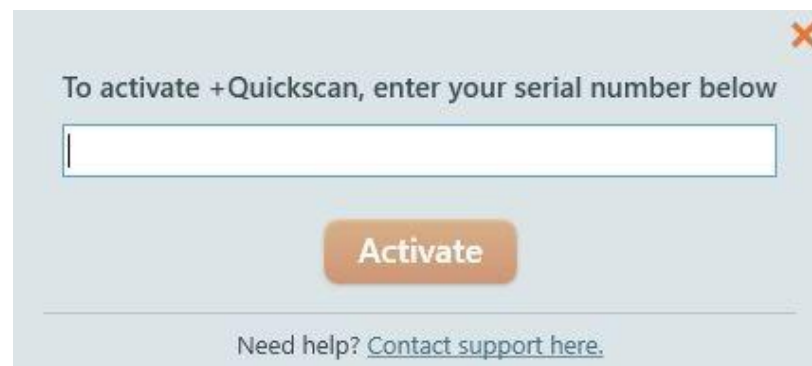 To activate +Quickscan, enter your serial number below
Activate
Need help? Contact support here.